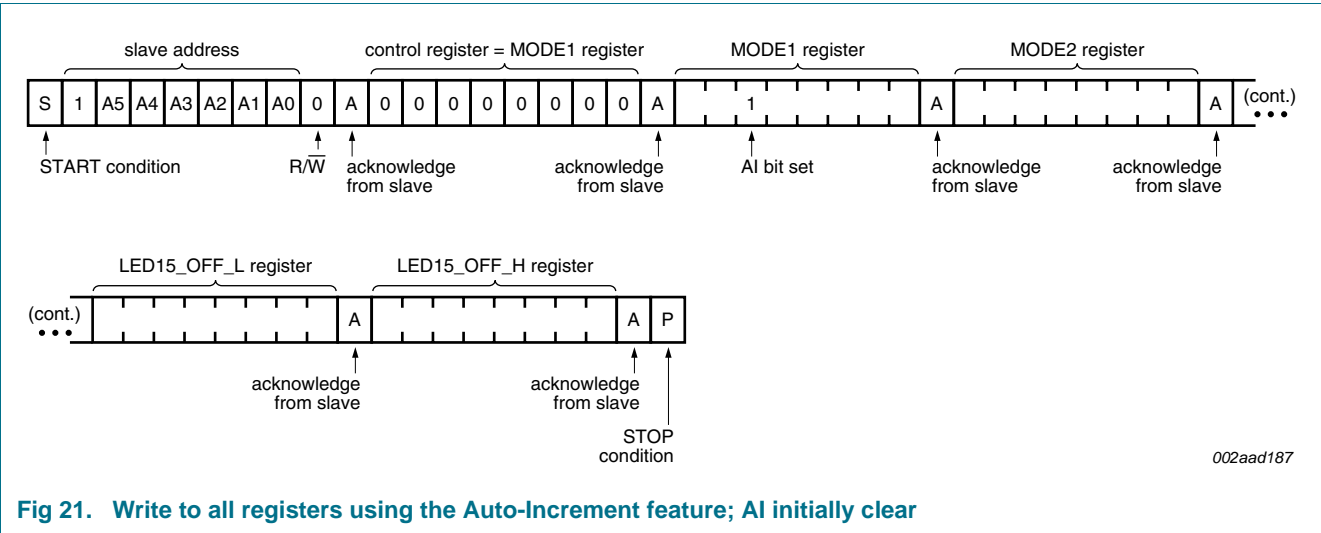 slave address control register = MODE1 register MODE1 register MODE2 register
S 1 A5 A4 A3 A2 A1 A0 0 A 0 0 0 0 0 0 0 0 A 1 A A (cont.)
START condition R/W̅ acknowledge from slave acknowledge from slave AI bit set acknowledge from slave acknowledge from slave
LED15_OFF_L register LED15_OFF_H register
(cont.) A A P
acknowledge from slave acknowledge from slave
STOP condition
002aad187
Fig 21. Write to all registers using the Auto-Increment feature; AI initially clear